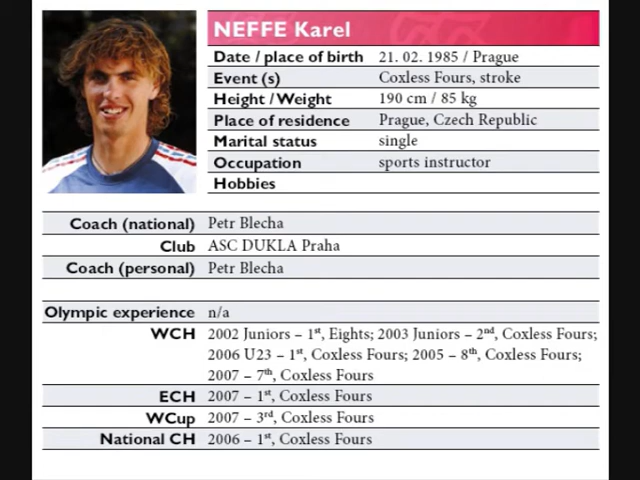 NEFFE Karel
Date / place of birth 21. 02. 1985 / Prague
Event (s) Coxless Fours, stroke
Height / Weight 190 cm / 85 kg
Place of residence Prague, Czech Republic
Marital status single
Occupation sports instructor
Hobbies
Coach (national) Petr Blecha
Club ASC DUKLA Praha
Coach (personal) Petr Blecha
Olympic experience n/a
WCH 2002 Juniors – 1st, Eights; 2003 Juniors – 2nd, Coxless Fours;
2006 U23 – 1st, Coxless Fours; 2005 – 8th, Coxless Fours;
2007 – 7th, Coxless Fours
ECH 2007 – 1st, Coxless Fours
WCup 2007 – 3rd, Coxless Fours
National CH 2006 – 1st, Coxless Fours